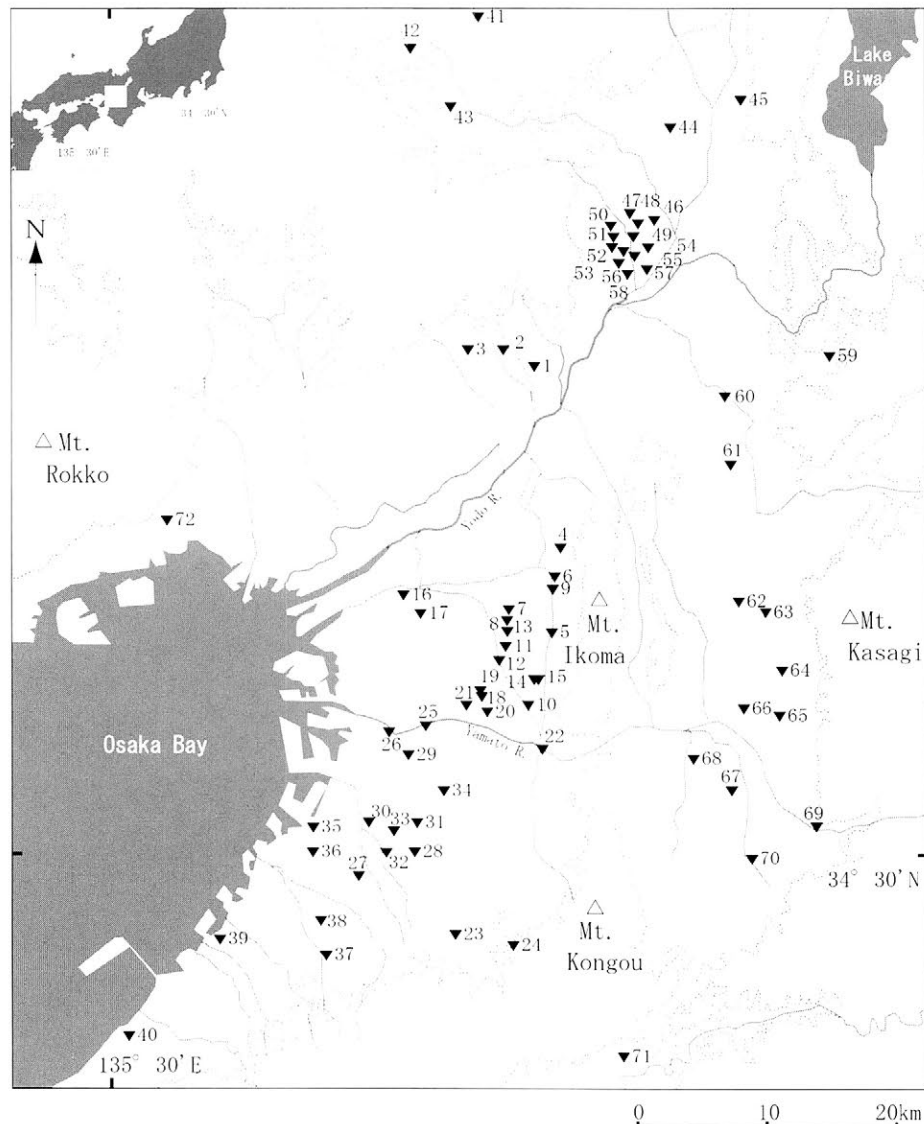 41
42
Lake
Biwa
45
43
44
34 30'N
135 30'E
N
47 48 46
50
51 49 54
52 55
53 56 57
58
3 2
1
59
60
Mt.
Rokko
61
72
Yodo R.
4
6
9
16
17
7
8 13
11
12
5
Mt.
Ikoma
62
63
Mt.
Kasagi
64
14 15
19
21 18
20
10
66 65
25
26
Yamato R.
22
29
68
Osaka Bay
34
67
30
33 31
35
69
36
32 28
27
70
34° 30'N
38
39
23
24
37
Mt.
Kongou
40
135° 30'E
71
0 10 20km